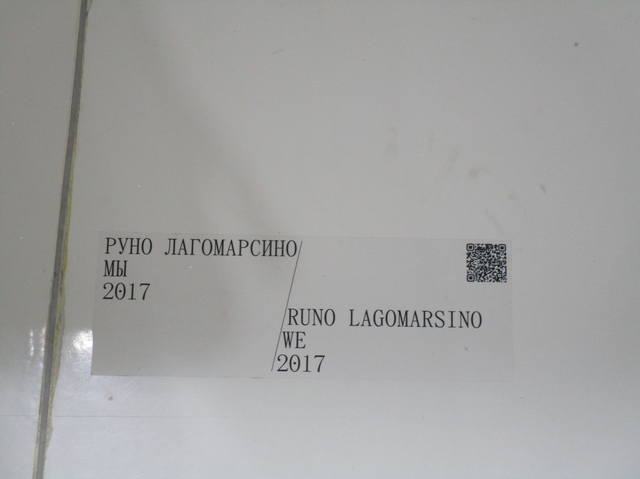 РУНО ЛАГОМАРСИНО
МЫ
2017
RUNO LAGOMARSINO
WE
2017